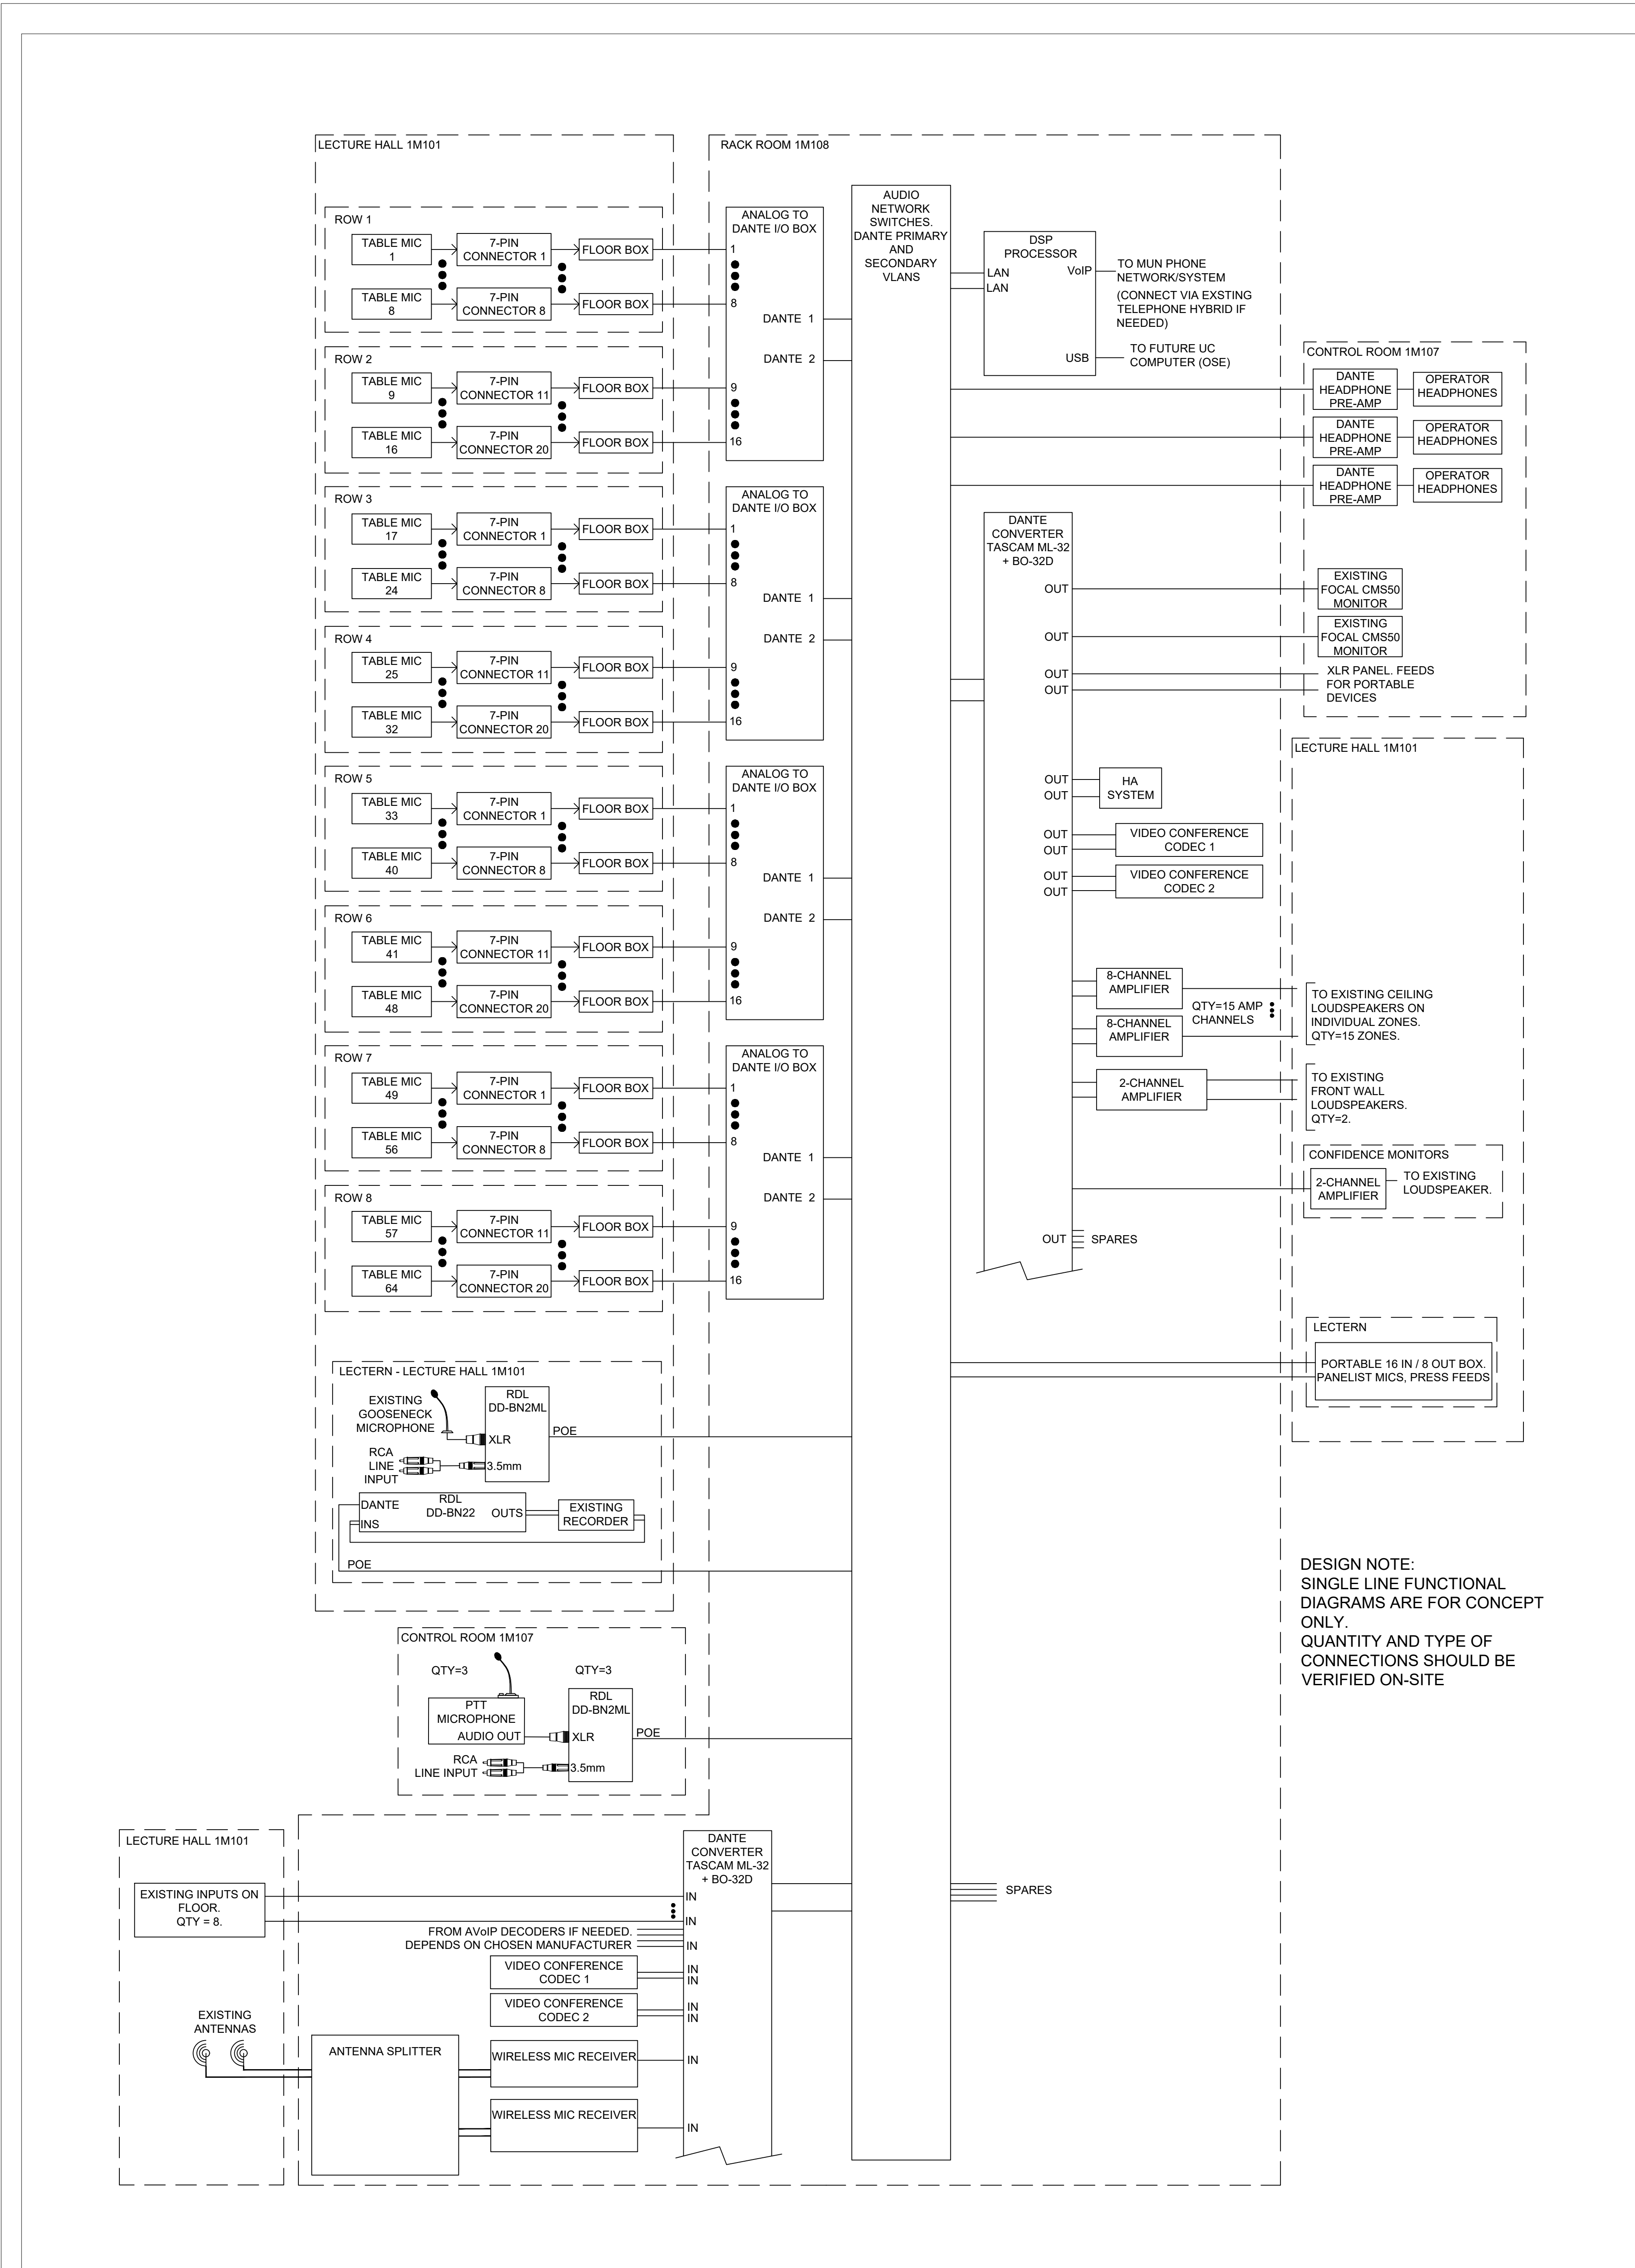 LECTURE HALL 1M101
ROW 1
TABLE MIC
1
7-PIN
CONNECTOR 1
FLOOR BOX
TABLE MIC
8
7-PIN
CONNECTOR 8
FLOOR BOX
ROW 2
TABLE MIC
9
7-PIN
CONNECTOR 11
FLOOR BOX
TABLE MIC
16
7-PIN
CONNECTOR 20
FLOOR BOX
ROW 3
TABLE MIC
17
7-PIN
CONNECTOR 1
FLOOR BOX
TABLE MIC
24
7-PIN
CONNECTOR 8
FLOOR BOX
ROW 4
TABLE MIC
25
7-PIN
CONNECTOR 11
FLOOR BOX
TABLE MIC
32
7-PIN
CONNECTOR 20
FLOOR BOX
ROW 5
TABLE MIC
33
7-PIN
CONNECTOR 1
FLOOR BOX
TABLE MIC
40
7-PIN
CONNECTOR 8
FLOOR BOX
ROW 6
TABLE MIC
41
7-PIN
CONNECTOR 11
FLOOR BOX
TABLE MIC
48
7-PIN
CONNECTOR 20
FLOOR BOX
ROW 7
TABLE MIC
49
7-PIN
CONNECTOR 1
FLOOR BOX
TABLE MIC
56
7-PIN
CONNECTOR 8
FLOOR BOX
ROW 8
TABLE MIC
57
7-PIN
CONNECTOR 11
FLOOR BOX
TABLE MIC
64
7-PIN
CONNECTOR 20
FLOOR BOX
LECTERN - LECTURE HALL 1M101
EXISTING
GOOSENECK
MICROPHONE
RDL
DD-BN2ML
XLR
POE
RCA
LINE
INPUT
3.5mm
DANTE
RDL
DD-BN22
OUTS
INS
EXISTING
RECORDER
POE
RACK ROOM 1M108
ANALOG TO
DANTE I/O BOX
1
8
DANTE 1
DANTE 2
9
16
ANALOG TO
DANTE I/O BOX
1
8
DANTE 1
DANTE 2
9
16
ANALOG TO
DANTE I/O BOX
1
8
DANTE 1
DANTE 2
9
16
ANALOG TO
DANTE I/O BOX
1
8
DANTE 1
DANTE 2
9
16
AUDIO
NETWORK
SWITCHES.
DANTE PRIMARY
AND
SECONDARY
VLANS
DSP
PROCESSOR
LAN
LAN
VoIP
USB
TO MUN PHONE
NETWORK/SYSTEM
(CONNECT VIA EXSTING
TELEPHONE HYBRID IF
NEEDED)
TO FUTURE UC
COMPUTER (OSE)
CONTROL ROOM 1M107
DANTE
HEADPHONE
PRE-AMP
OPERATOR
HEADPHONES
DANTE
HEADPHONE
PRE-AMP
OPERATOR
HEADPHONES
DANTE
HEADPHONE
PRE-AMP
OPERATOR
HEADPHONES
EXISTING
FOCAL CMS50
MONITOR
EXISTING
FOCAL CMS50
MONITOR
XLR PANEL. FEEDS
FOR PORTABLE
DEVICES
DANTE
CONVERTER
TASCAM ML-32
+ BO-32D
OUT
OUT
OUT
OUT
OUT
OUT
HA
SYSTEM
OUT
OUT
VIDEO CONFERENCE
CODEC 1
OUT
OUT
VIDEO CONFERENCE
CODEC 2
8-CHANNEL
AMPLIFIER
QTY=15 AMP
CHANNELS
8-CHANNEL
AMPLIFIER
2-CHANNEL
AMPLIFIER
OUT
SPARES
LECTURE HALL 1M101
TO EXISTING CEILING
LOUDSPEAKERS ON
INDIVIDUAL ZONES.
QTY=15 ZONES.
TO EXISTING
FRONT WALL
LOUDSPEAKERS.
QTY=2.
CONFIDENCE MONITORS
2-CHANNEL
AMPLIFIER
TO EXISTING
LOUDSPEAKER.
LECTERN
PORTABLE 16 IN / 8 OUT BOX.
PANELIST MICS, PRESS FEEDS
DESIGN NOTE:
SINGLE LINE FUNCTIONAL
DIAGRAMS ARE FOR CONCEPT
ONLY.
QUANTITY AND TYPE OF
CONNECTIONS SHOULD BE
VERIFIED ON-SITE
CONTROL ROOM 1M107
QTY=3
QTY=3
PTT
MICROPHONE
AUDIO OUT
RDL
DD-BN2ML
XLR
POE
RCA
LINE INPUT
3.5mm
LECTURE HALL 1M101
EXISTING INPUTS ON
FLOOR.
QTY = 8.
EXISTING
ANTENNAS
DANTE
CONVERTER
TASCAM ML-32
+ BO-32D
IN
IN
FROM AVoIP DECODERS IF NEEDED.
DEPENDS ON CHOSEN MANUFACTURER
IN
VIDEO CONFERENCE
CODEC 1
IN
IN
VIDEO CONFERENCE
CODEC 2
IN
IN
ANTENNA SPLITTER
WIRELESS MIC RECEIVER
IN
WIRELESS MIC RECEIVER
IN
SPARES